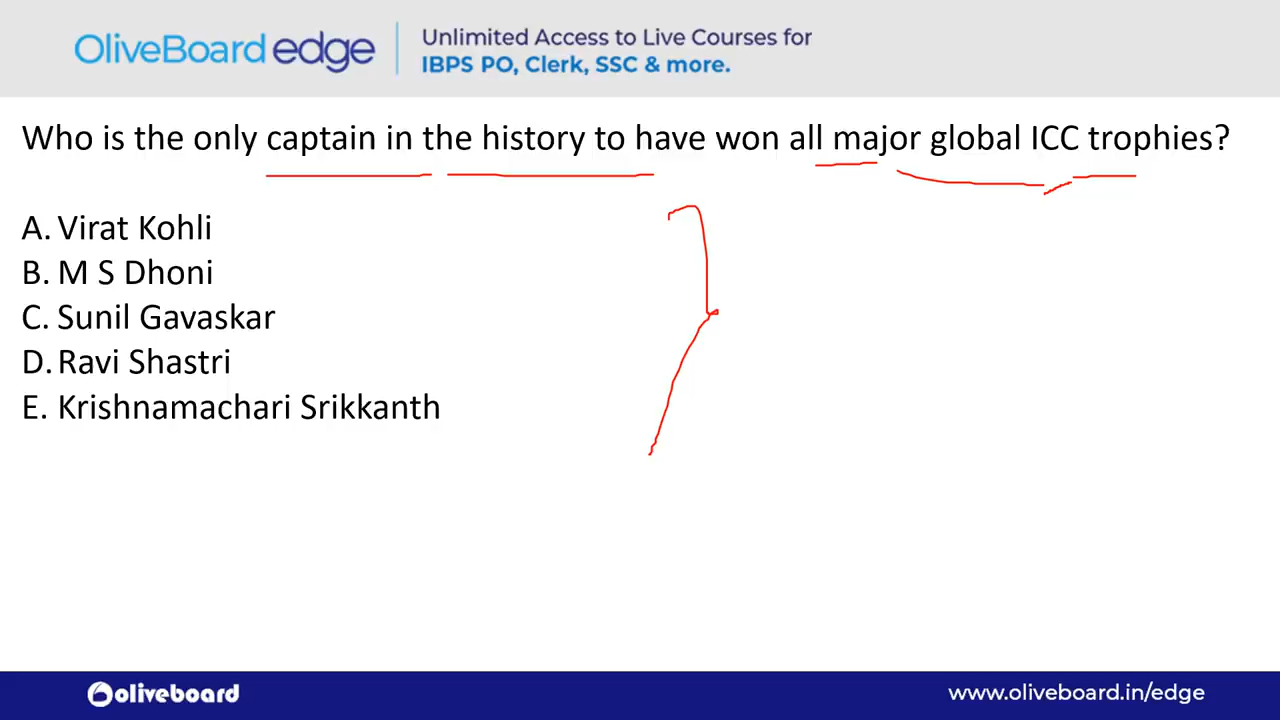 OliveBoard edge
Unlimited Access to Live Courses for
IBPS PO, Clerk, SSC & more.
Who is the only captain in the history to have won all major global ICC trophies?
A. Virat Kohli
B. M S Dhoni
C. Sunil Gavaskar
D. Ravi Shastri
E. Krishnamachari Srikkanth
oliveboard
www.oliveboard.in/edge